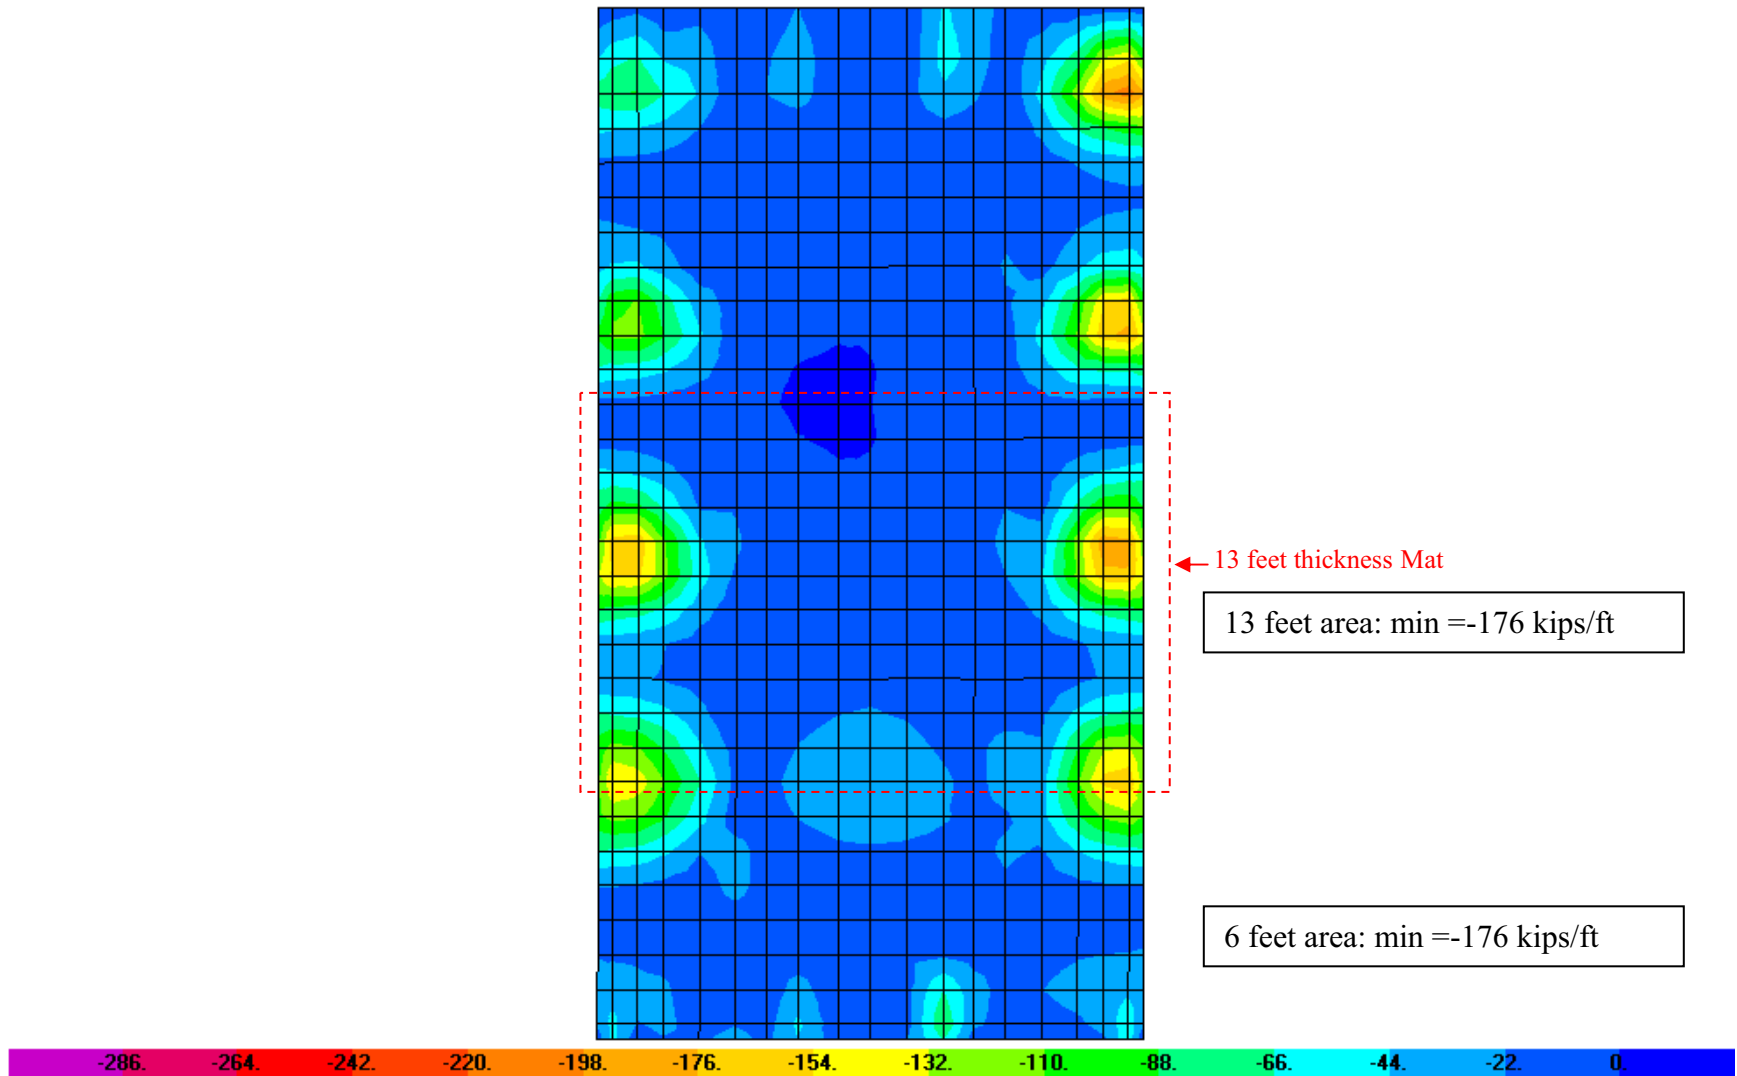 13 feet thickness Mat
13 feet area: min =-176 kips/ft
6 feet area: min =-176 kips/ft
-286. -264. -242. -220. -198. -176. -154. -132. -110. -88. -66. -44. -22. 0.